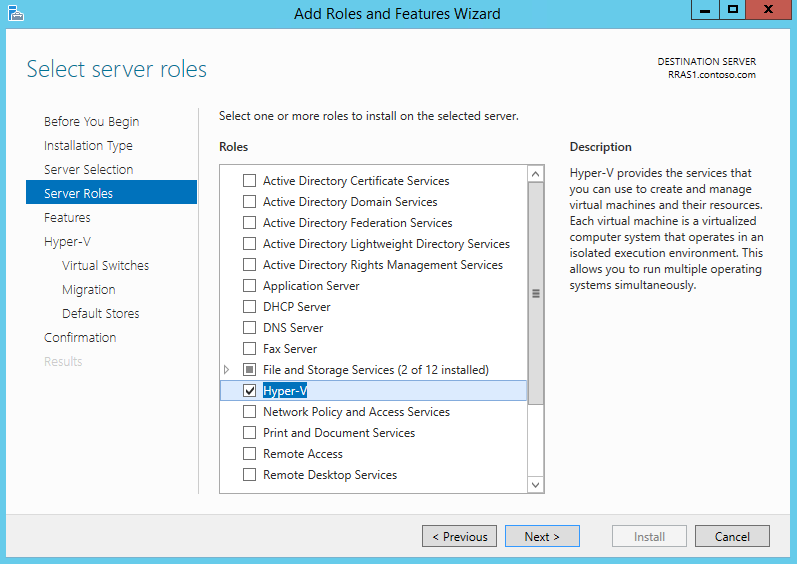 Add Roles and Features Wizard
Select server roles
DESTINATION SERVER
RRAS1.contoso.com
Before You Begin
Installation Type
Server Selection
Server Roles
Features
Hyper-V
Virtual Switches
Migration
Default Stores
Confirmation
Results
Select one or more roles to install on the selected server.
Roles
Active Directory Certificate Services
Active Directory Domain Services
Active Directory Federation Services
Active Directory Lightweight Directory Services
Active Directory Rights Management Services
Application Server
DHCP Server
DNS Server
Fax Server
File and Storage Services (2 of 12 installed)
Hyper-V
Network Policy and Access Services
Print and Document Services
Remote Access
Remote Desktop Services
Description
Hyper-V provides the services that
you can use to create and manage
virtual machines and their resources.
Each virtual machine is a virtualized
computer system that operates in an
isolated execution environment. This
allows you to run multiple operating
systems simultaneously.
< Previous
Next >
Install
Cancel